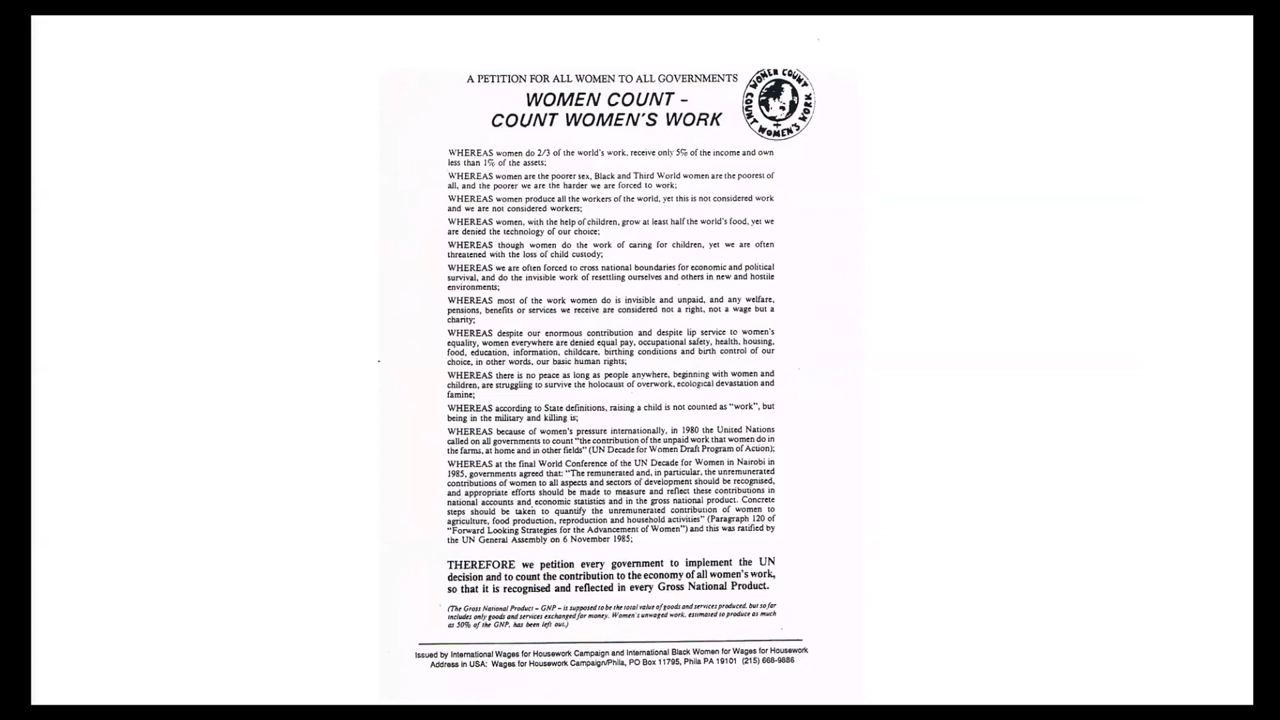 A PETITION FOR ALL WOMEN TO ALL GOVERNMENTS
WOMEN COUNT –
COUNT WOMEN'S WORK
WOMEN COUNT
COUNT WOMEN'S WORK
WHEREAS women do 2/3 of the world's work, receive only 5% of the income and own
less than 1% of the assets;
WHEREAS women are the poorer sex, Black and Third World women are the poorest of
all, and the poorer we are the harder we are forced to work;
WHEREAS women produce all the workers of the world, yet this is not considered work
and we are not considered workers;
WHEREAS women, with the help of children, grow at least half the world's food, yet we
are denied the technology of our choice;
WHEREAS though women do the work of caring for children, yet we are often
threatened with the loss of child custody;
WHEREAS we are often forced to cross national boundaries for economic and political
survival, and do the invisible work of resettling ourselves and others in new and hostile
environments;
WHEREAS most of the work women do is invisible and unpaid, and any welfare,
pensions, benefits or services we receive are considered not a right, not a wage but a
charity;
WHEREAS despite our enormous contribution and despite lip service to women's
equality, women everywhere are denied equal pay, occupational safety, health, housing,
food, education, information, childcare, birthing conditions and birth control of our
choice, in other words, our basic human rights;
WHEREAS there is no peace as long as people anywhere, beginning with women and
children, are struggling to survive the holocaust of overwork, ecological devastation and
famine;
WHEREAS according to State definitions, raising a child is not counted as "work", but
being in the military and killing is;
WHEREAS because of women's pressure internationally, in 1980 the United Nations
called on all governments to count "the contribution of the unpaid work that women do in
the farms, at home and in other fields" (UN Decade for Women Draft Program of Action);
WHEREAS at the final World Conference of the UN Decade for Women in Nairobi in
1985, governments agreed that: "The remunerated and, in particular, the unremunerated
contributions of women to all aspects and sectors of development should be recognised,
and appropriate efforts should be made to measure and reflect these contributions in
national accounts and economic statistics and in the gross national product. Concrete
steps should be taken to quantify the unremunerated contribution of women to
agriculture, food production, reproduction and household activities" (Paragraph 120 of
"Forward Looking Strategies for the Advancement of Women") and this was ratified by
the UN General Assembly on 6 November 1985;
THEREFORE we petition every government to implement the UN
decision and to count the contribution to the economy of all women's work,
so that it is recognised and reflected in every Gross National Product.
(The Gross National Product – GNP – is supposed to be the total value of goods and services produced, but so far
includes only goods and services exchanged for money. Women's unwaged work, estimated to produce as much
as 50% of the GNP, has been left out.)
Issued by International Wages for Housework Campaign and International Black Women for Wages for Housework
Address in USA: Wages for Housework Campaign/Phila, PO Box 11795, Phila PA 19101 (215) 668-9886